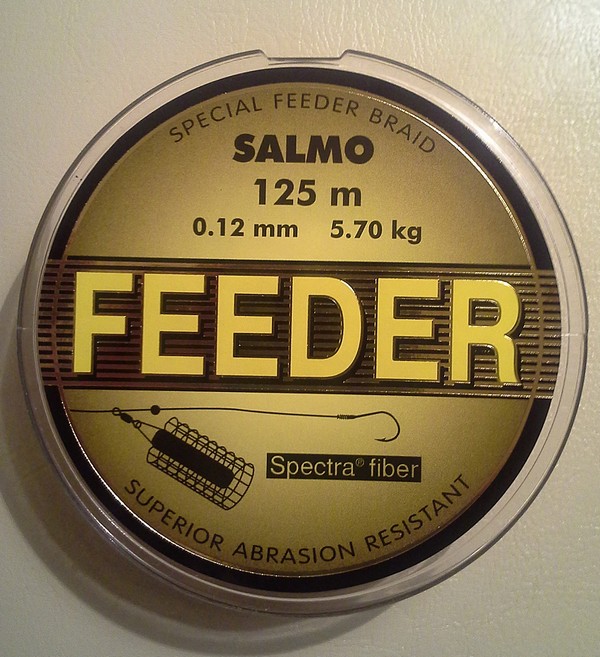 SPECIAL FEEDER BRAID
SALMO
125 m
0.12 mm 5.70 kg
FEEDER
Spectra® fiber
SUPERIOR ABRASION RESISTANT